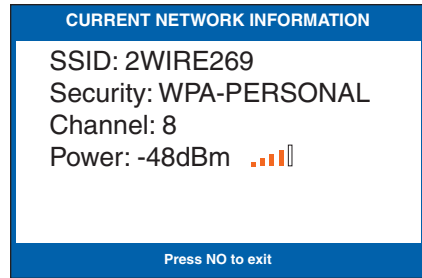 CURRENT NETWORK INFORMATION
SSID: 2WIRE269
Security: WPA-PERSONAL
Channel: 8
Power: -48dBm
Press NO to exit